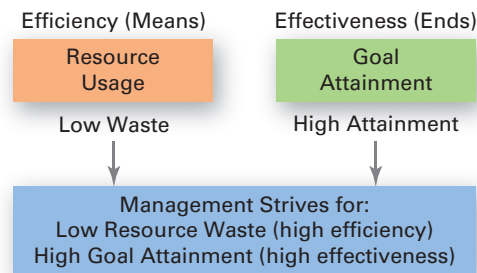 Efficiency (Means)
Effectiveness (Ends)
Resource
Usage
Goal
Attainment
Low Waste
High Attainment
Management Strives for:
Low Resource Waste (high efficiency)
High Goal Attainment (high effectiveness)